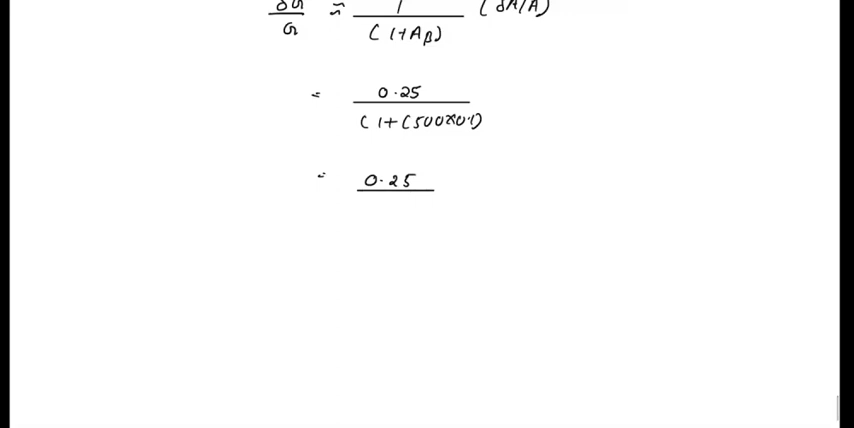 δG/G ≈ 1/(1+Aβ) (δA/A)
= 0.25/(1+(500×0.1)
= 0.25